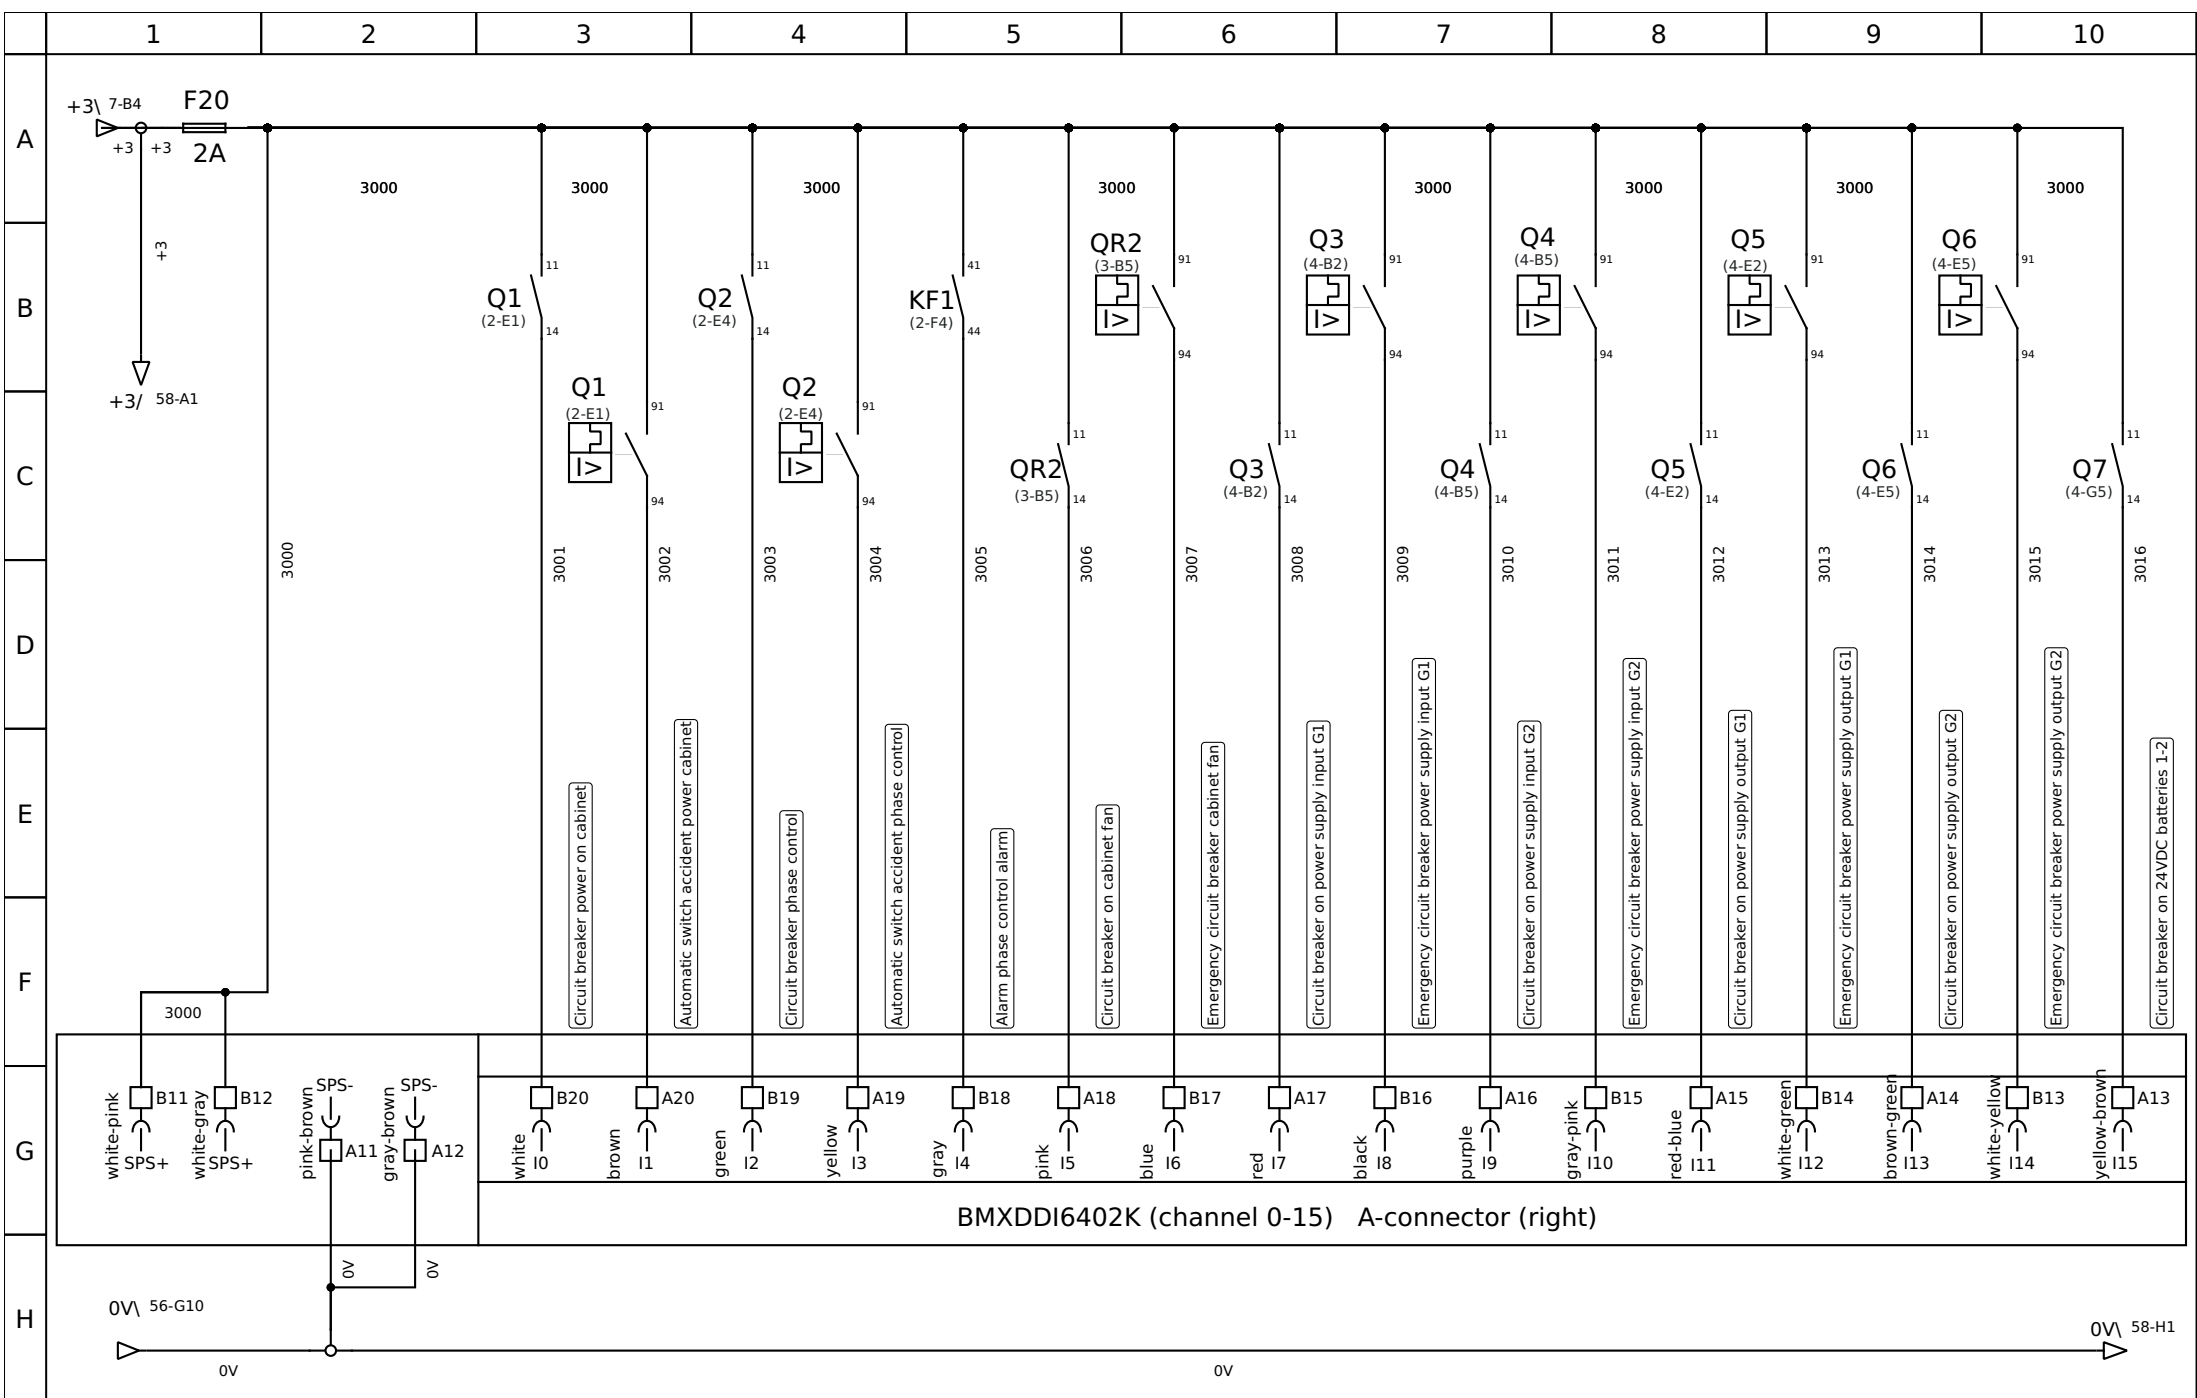 1 2 3 4 5 6 7 8 9 10
A
B
C
D
E
F
G
H
+3\ 7-B4 F20
+3 +3 2A
3000 3000 3000 3000 3000 3000 3000 3000
+3
+3/ 58-A1
Q1
(2-E1)
11
14
Q1
(2-E1)
91
94
Q2
(2-E4)
11
14
Q2
(2-E4)
91
94
KF1
(2-F4)
41
44
QR2
(3-B5)
11
14
QR2
(3-B5)
91
94
Q3
(4-B2)
11
14
Q3
(4-B2)
91
94
Q4
(4-B5)
11
14
Q4
(4-B5)
91
94
Q5
(4-E2)
11
14
Q5
(4-E2)
91
94
Q6
(4-E5)
11
14
Q6
(4-E5)
91
94
Q7
(4-G5)
11
14
3000 3001 3002 3003 3004 3005 3006 3007 3008 3009 3010 3011 3012 3013 3014 3015 3016
Circuit breaker power on cabinet
Automatic switch accident power cabinet
Circuit breaker phase control
Automatic switch accident phase control
Alarm phase control alarm
Circuit breaker on cabinet fan
Emergency circuit breaker cabinet fan
Circuit breaker on power supply input G1
Emergency circuit breaker power supply input G1
Circuit breaker on power supply input G2
Emergency circuit breaker power supply input G2
Circuit breaker on power supply output G1
Emergency circuit breaker power supply output G1
Circuit breaker on power supply output G2
Emergency circuit breaker power supply output G2
Circuit breaker on 24VDC batteries 1-2
3000
white-pink B11 SPS+
white-gray B12 SPS+
pink-brown SPS- A11
gray-brown SPS- A12
white B20 I0
brown A20 I1
green B19 I2
yellow A19 I3
gray B18 I4
pink A18 I5
blue B17 I6
red A17 I7
black B16 I8
purple A16 I9
gray-pink B15 I10
red-blue A15 I11
white-green B14 I12
brown-green A14 I13
white-yellow B13 I14
yellow-brown A13 I15
BMXDDI6402K (channel 0-15) A-connector (right)
0V 0V
0V\ 56-G10
0V\ 58-H1
0V 0V